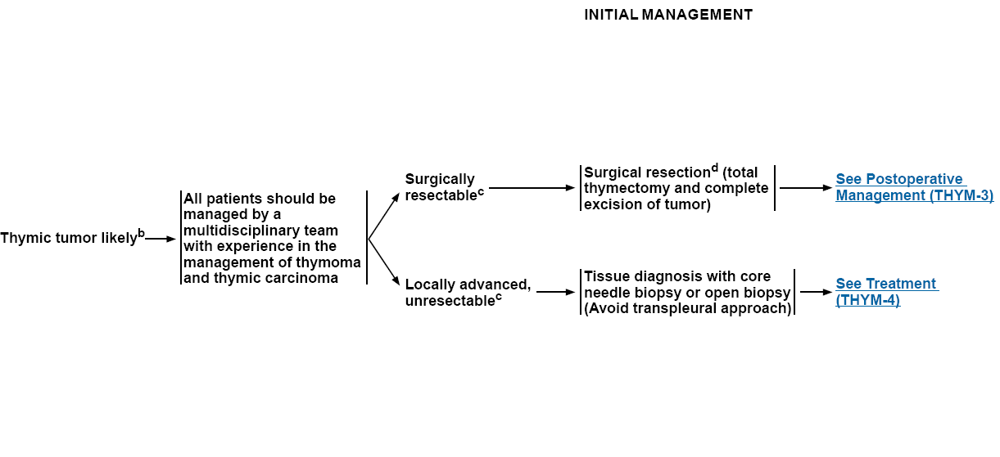 INITIAL MANAGEMENT
Thymic tumor likelyb
All patients should be
managed by a
multidisciplinary team
with experience in the
management of thymoma
and thymic carcinoma
Surgically
resectablec
Surgical resectiond (total
thymectomy and complete
excision of tumor)
See Postoperative
Management (THYM-3)
Locally advanced,
unresectablec
Tissue diagnosis with core
needle biopsy or open biopsy
(Avoid transpleural approach)
See Treatment
(THYM-4)